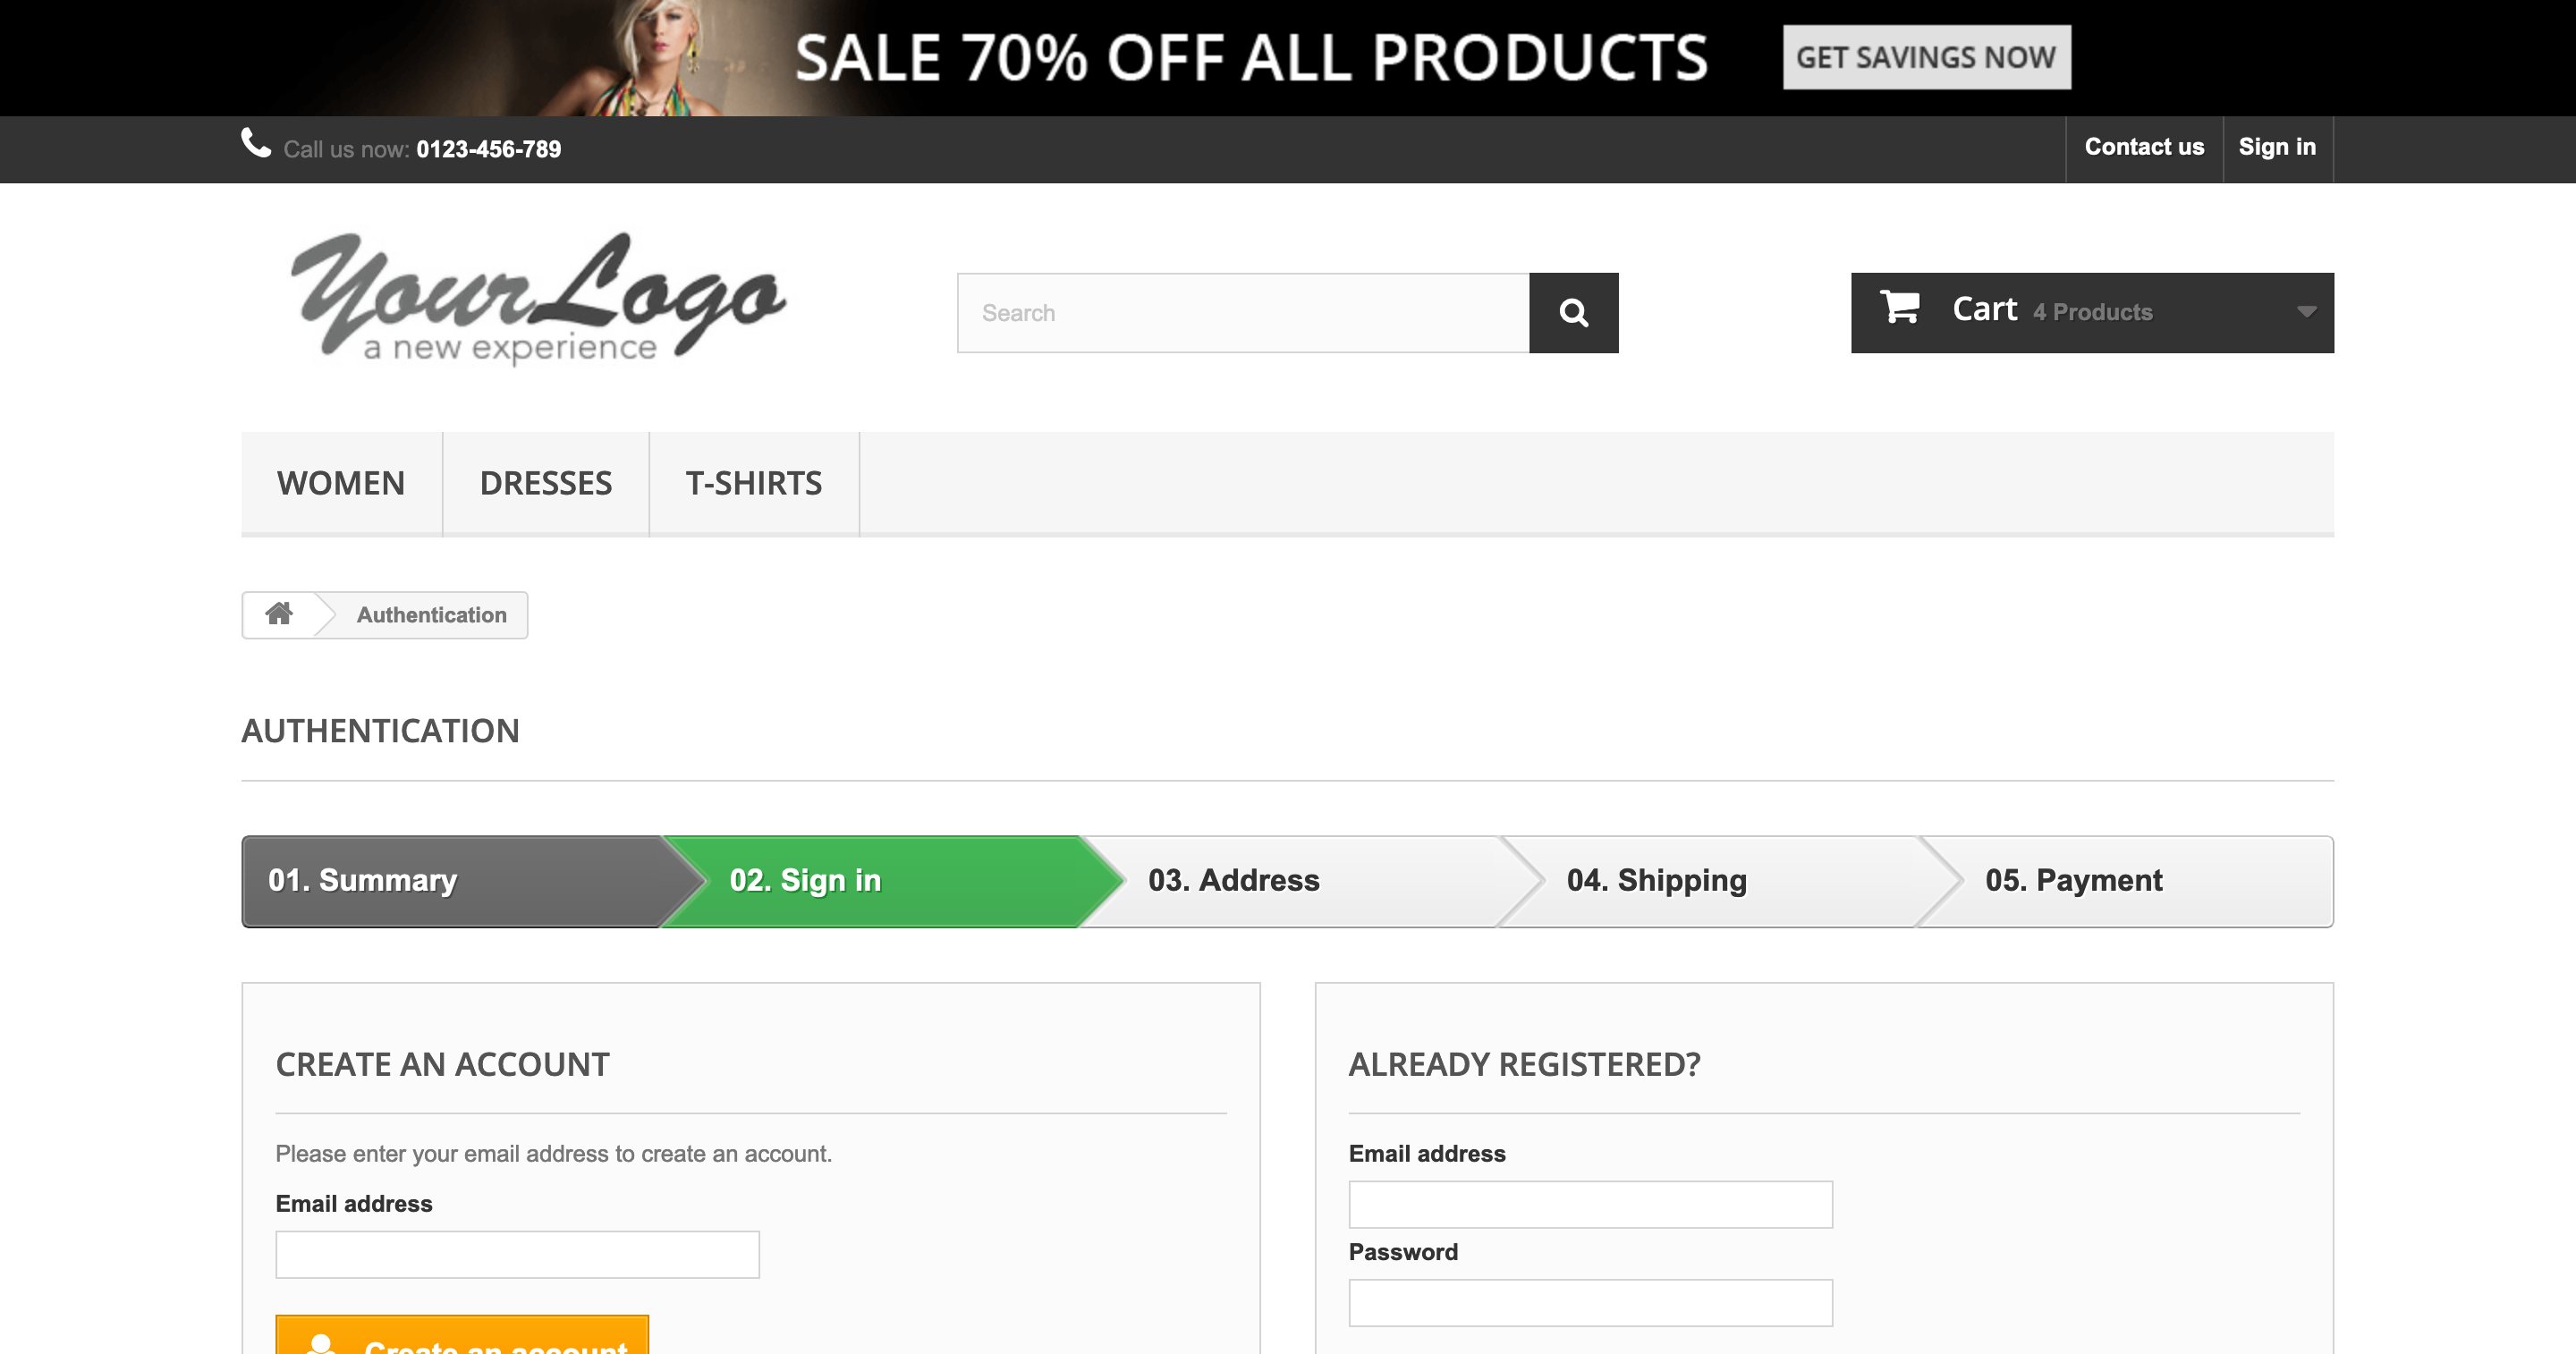 SALE 70% OFF ALL PRODUCTS GET SAVINGS NOW
Call us now: 0123-456-789 Contact us Sign in
YourLogo
a new experience
Search
Cart 4 Products
WOMEN DRESSES T-SHIRTS
Authentication
AUTHENTICATION
01. Summary 02. Sign in 03. Address 04. Shipping 05. Payment
CREATE AN ACCOUNT
Please enter your email address to create an account.
Email address
Create an account
ALREADY REGISTERED?
Email address
Password